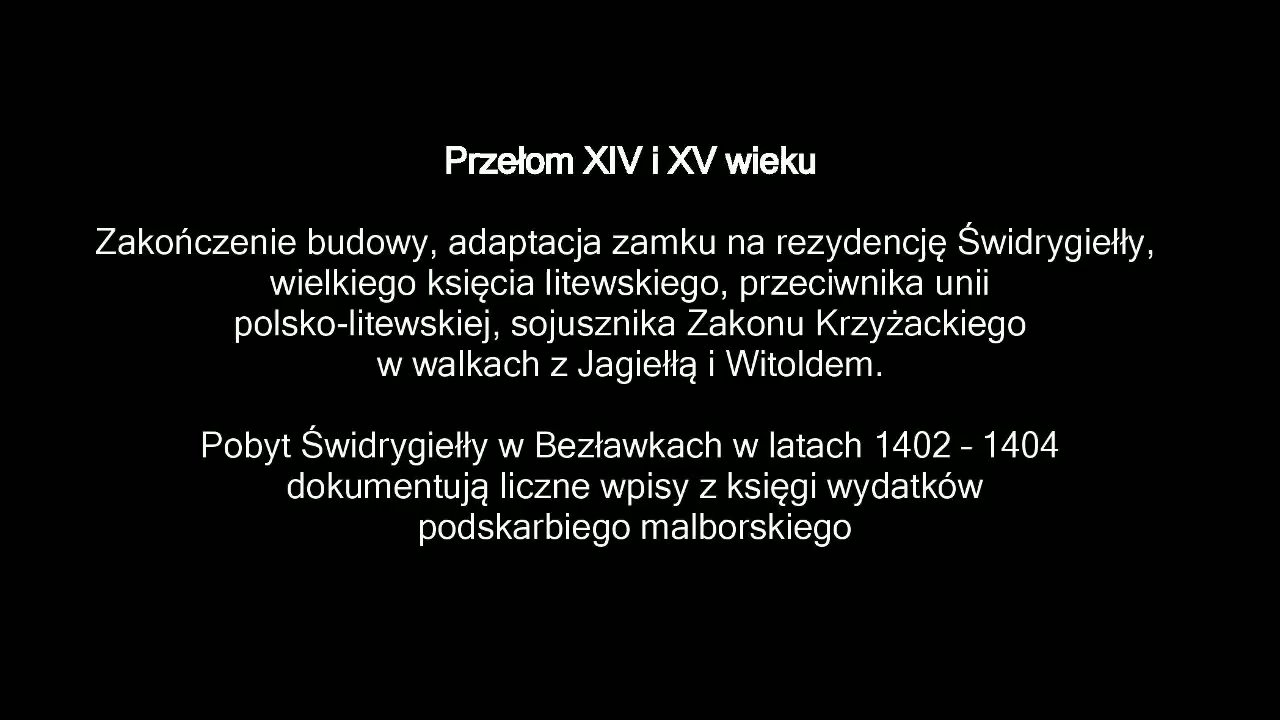 Przełom XIV i XV wieku
Zakończenie budowy, adaptacja zamku na rezydencję Świdrygiełły,
wielkiego księcia litewskiego, przeciwnika unii
polsko-litewskiej, sojusznika Zakonu Krzyżackiego
w walkach z Jagiełłą i Witoldem.
Pobyt Świdrygiełły w Bezławkach w latach 1402 – 1404
dokumentują liczne wpisy z księgi wydatków
podskarbiego malborskiego